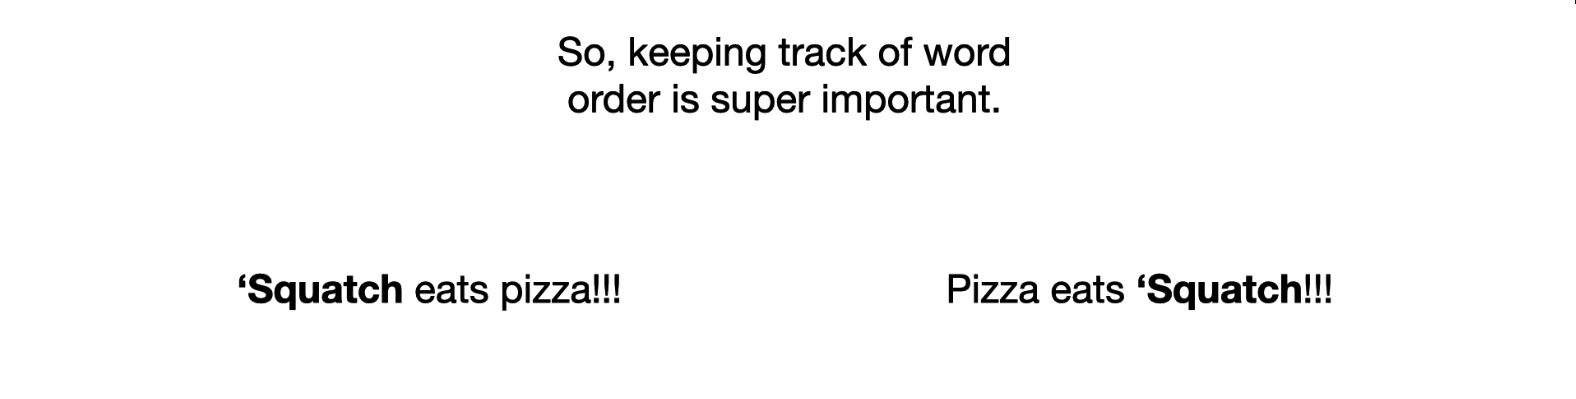 So, keeping track of word
order is super important.
‘Squatch eats pizza!!!
Pizza eats ‘Squatch!!!